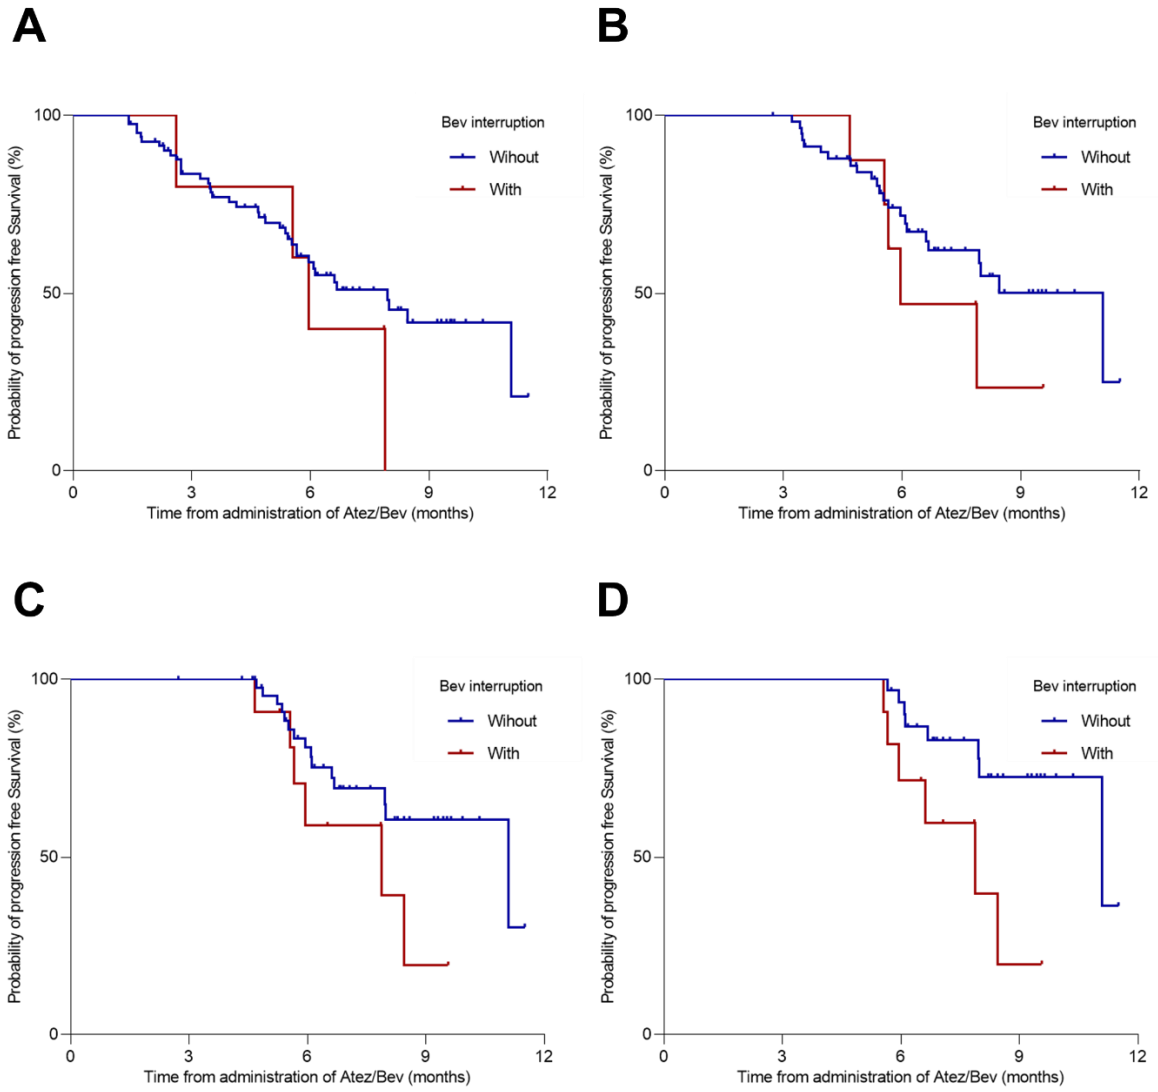 A
B
Probability of progression free Ssurvival (%)
100
50
0
0 3 6 9 12
Time from administration of Atez/Bev (months)
Bev interruption
Wihout
With
Probability of progression free Ssurvival (%)
100
50
0
0 3 6 9 12
Time from administration of Atez/Bev (months)
Bev interruption
Wihout
With
C
D
Probability of progression free Ssurvival (%)
100
50
0
0 3 6 9 12
Time from administration of Atez/Bev (months)
Bev interruption
Wihout
With
Probability of progression free Ssurvival (%)
100
50
0
0 3 6 9 12
Time from administration of Atez/Bev (months)
Bev interruption
Wihout
With